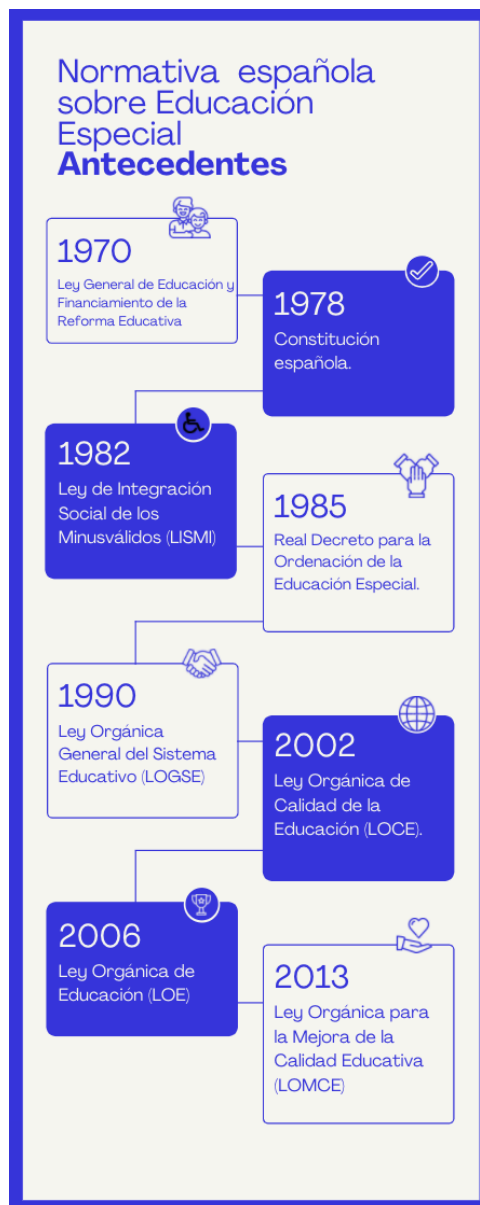 Normativa española
sobre Educación
Especial
Antecedentes
1970
Ley General de Educación y
Financiamiento de la
Reforma Educativa
1978
Constitución
española.
1982
Ley de Integración
Social de los
Minusválidos (LISMI)
1985
Real Decreto para la
Ordenación de la
Educación Especial.
1990
Ley Orgánica
General del Sistema
Educativo (LOGSE)
2002
Ley Orgánica de
Calidad de la
Educación (LOCE).
2006
Ley Orgánica de
Educación (LOE)
2013
Ley Orgánica para
la Mejora de la
Calidad Educativa
(LOMCE)